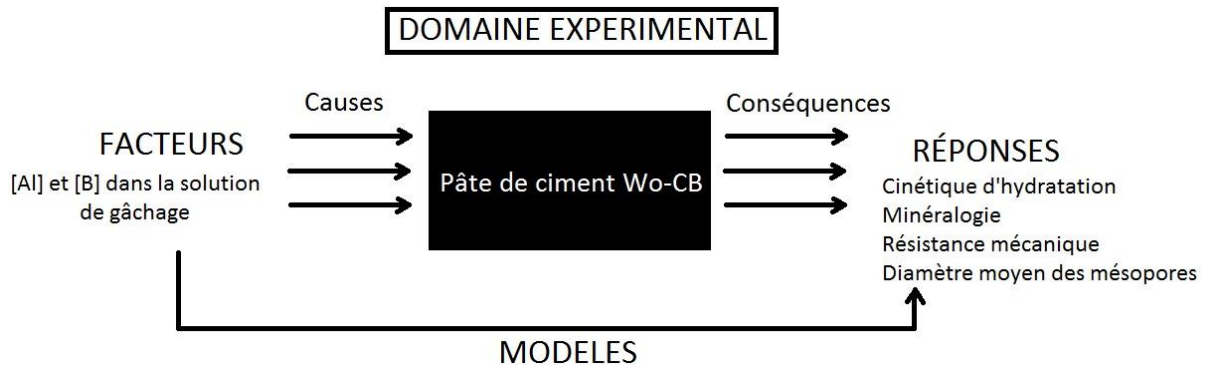 DOMAINE EXPERIMENTAL
Causes
Conséquences
FACTEURS
[Al] et [B] dans la solution
de gâchage
Pâte de ciment Wo-CB
RÉPONSES
Cinétique d'hydratation
Minéralogie
Résistance mécanique
Diamètre moyen des mésopores
MODELES